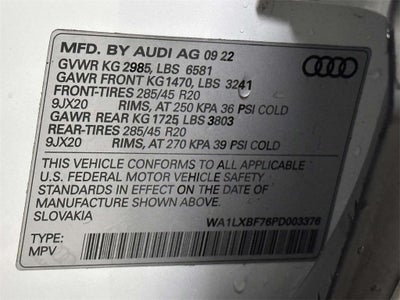 MFD. BY AUDI AG 09 22
GVWR KG 2985, LBS 6581
GAWR FRONT KG 1470, LBS 3241
FRONT-TIRES 285/45 R20
9JX20 RIMS, AT 250 KPA 36 PSI COLD
GAWR REAR KG 1725, LBS 3803
REAR-TIRES 285/45 R20
9JX20 RIMS, AT 270 KPA 39 PSI COLD
THIS VEHICLE CONFORMS TO ALL APPLICABLE
U.S. FEDERAL MOTOR VEHICLE SAFETY
STANDARDS IN EFFECT ON THE DATE OF
MANUFACTURE SHOWN ABOVE.
SLOVAKIA
WA1LXBF76PD003376
TYPE:
MPV